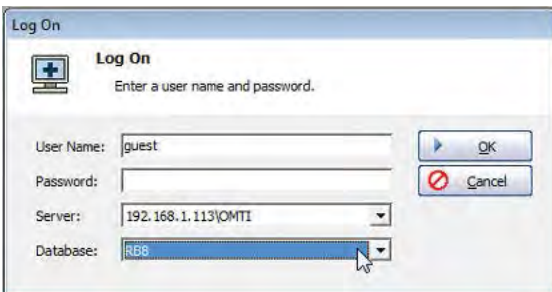 Log On
Log On
Enter a user name and password.
User Name: guest
OK
Password:
Cancel
Server: 192.168.1.113\OMTI
Database: RB8